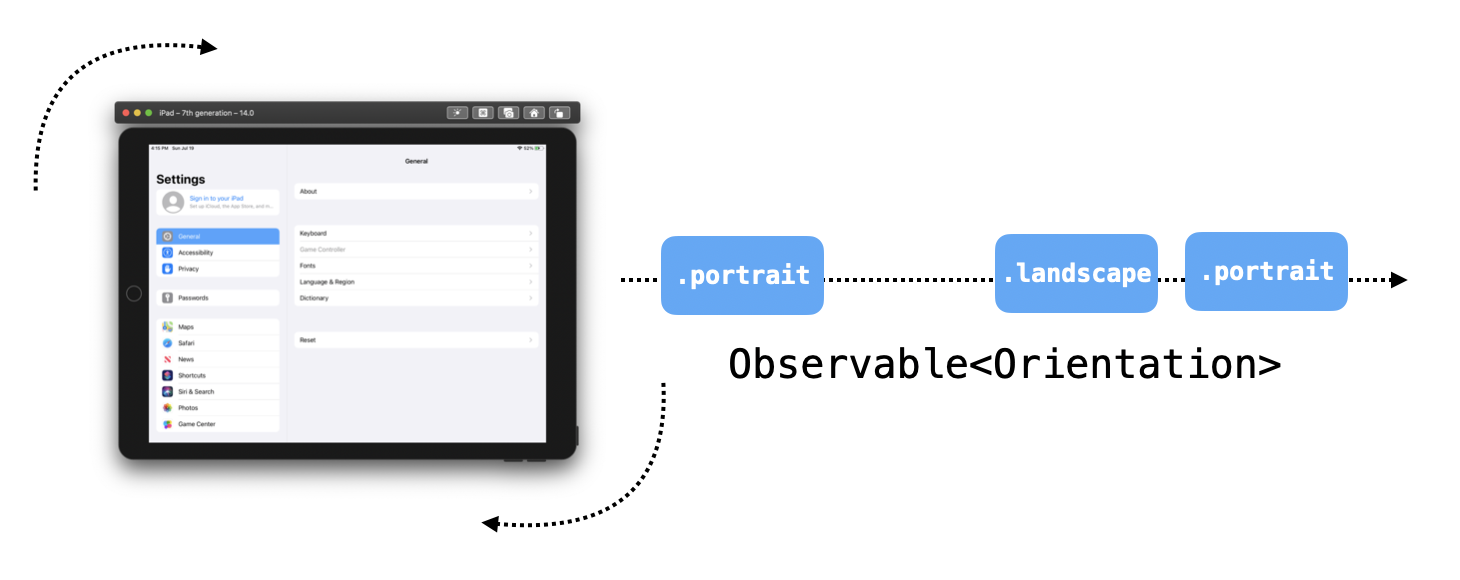 iPad – 7th generation – 14.0
4:15 PM Sun Jul 19
52%
General
Settings
Sign in to your iPad
Set up iCloud, the App Store, and m...
General
Accessibility
Privacy
Passwords
Maps
Safari
News
Shortcuts
Siri & Search
Photos
Game Center
About
Keyboard
Game Controller
Fonts
Language & Region
Dictionary
Reset
.portrait
.landscape
.portrait
Observable<Orientation>